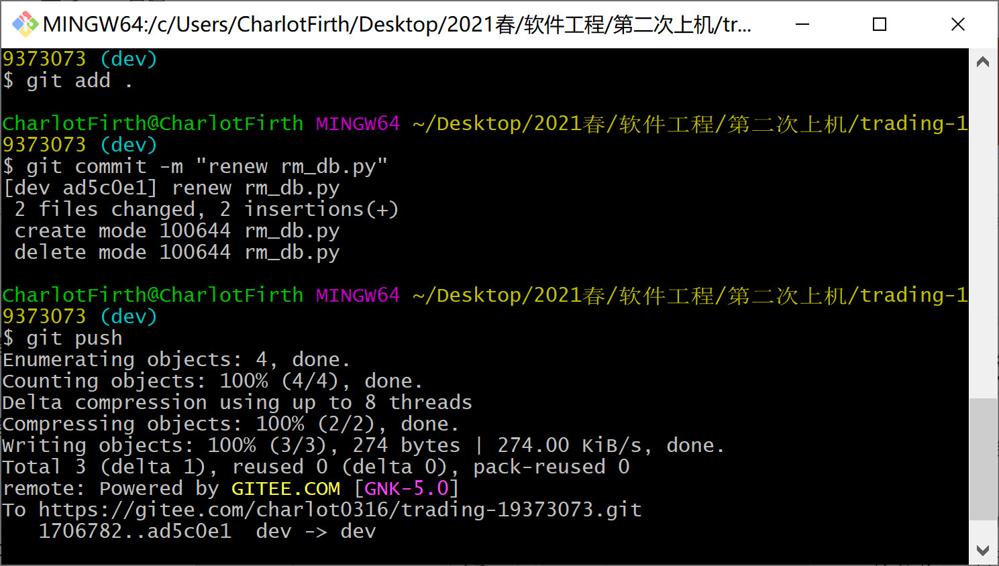 MINGW64:/c/Users/CharlotFirth/Desktop/2021春/软件工程/第二次上机/tr...
9373073 (dev)
$ git add .
CharlotFirth@CharlotFirth MINGW64 ~/Desktop/2021春/软件工程/第二次上机/trading-1
9373073 (dev)
$ git commit -m "renew rm_db.py"
[dev ad5c0e1] renew rm_db.py
 2 files changed, 2 insertions(+)
 create mode 100644 rm_db.py
 delete mode 100644 rm_db.py
CharlotFirth@CharlotFirth MINGW64 ~/Desktop/2021春/软件工程/第二次上机/trading-1
9373073 (dev)
$ git push
Enumerating objects: 4, done.
Counting objects: 100% (4/4), done.
Delta compression using up to 8 threads
Compressing objects: 100% (2/2), done.
Writing objects: 100% (3/3), 274 bytes | 274.00 KiB/s, done.
Total 3 (delta 1), reused 0 (delta 0), pack-reused 0
remote: Powered by GITEE.COM [GNK-5.0]
To https://gitee.com/charlot0316/trading-19373073.git
   1706782..ad5c0e1  dev -> dev